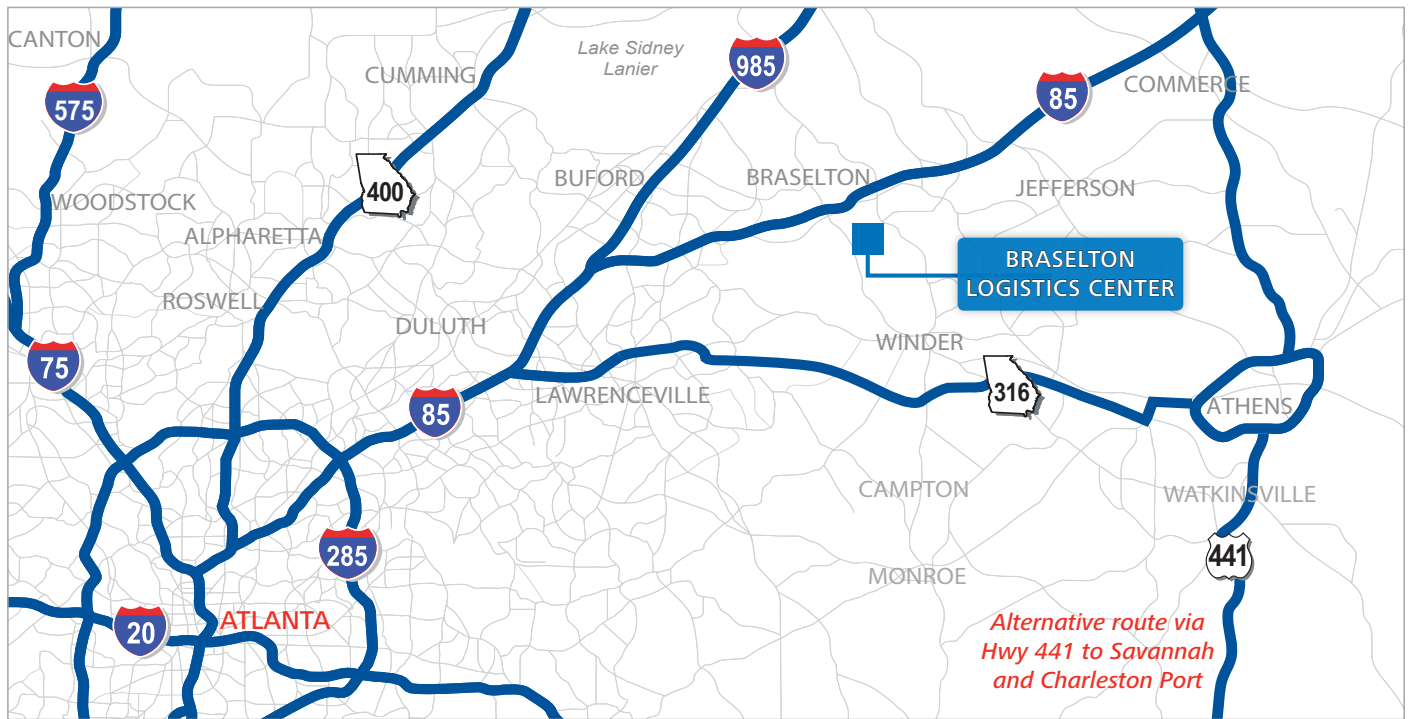 CANTON
CUMMING
Lake Sidney
Lanier
985
575
85
COMMERCE
400
BUFORD
BRASELTON
JEFFERSON
WOODSTOCK
ALPHARETTA
BRASELTON
LOGISTICS CENTER
ROSWELL
DULUTH
WINDER
75
85
LAWRENCEVILLE
316
ATHENS
CAMPTON
WATKINSVILLE
285
441
MONROE
20
ATLANTA
Alternative route via
Hwy 441 to Savannah
and Charleston Port